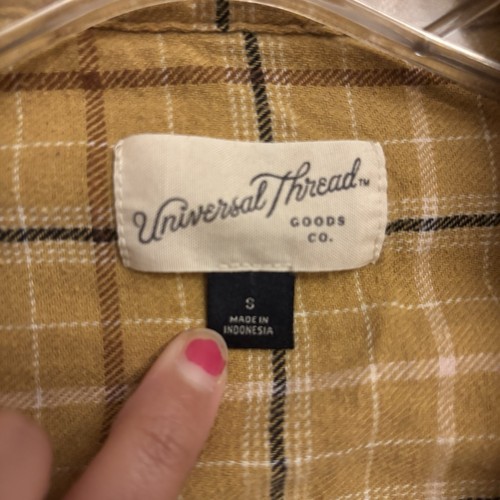 Universal Thread™
GOODS
CO.
S
MADE IN
INDONESIA